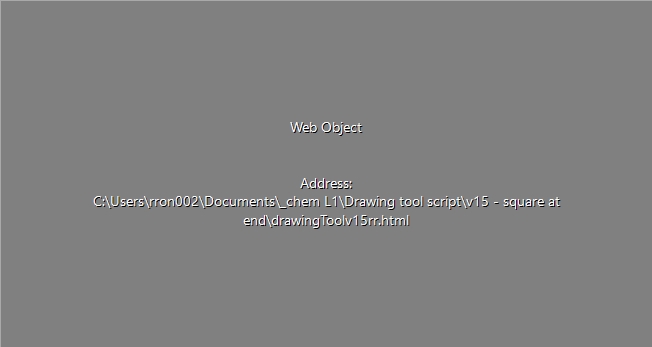 Web Object
Address:
C:\Users\rron002\Documents\_chem L1\Drawing tool script\v15 - square at
end\drawingToolv15rr.html